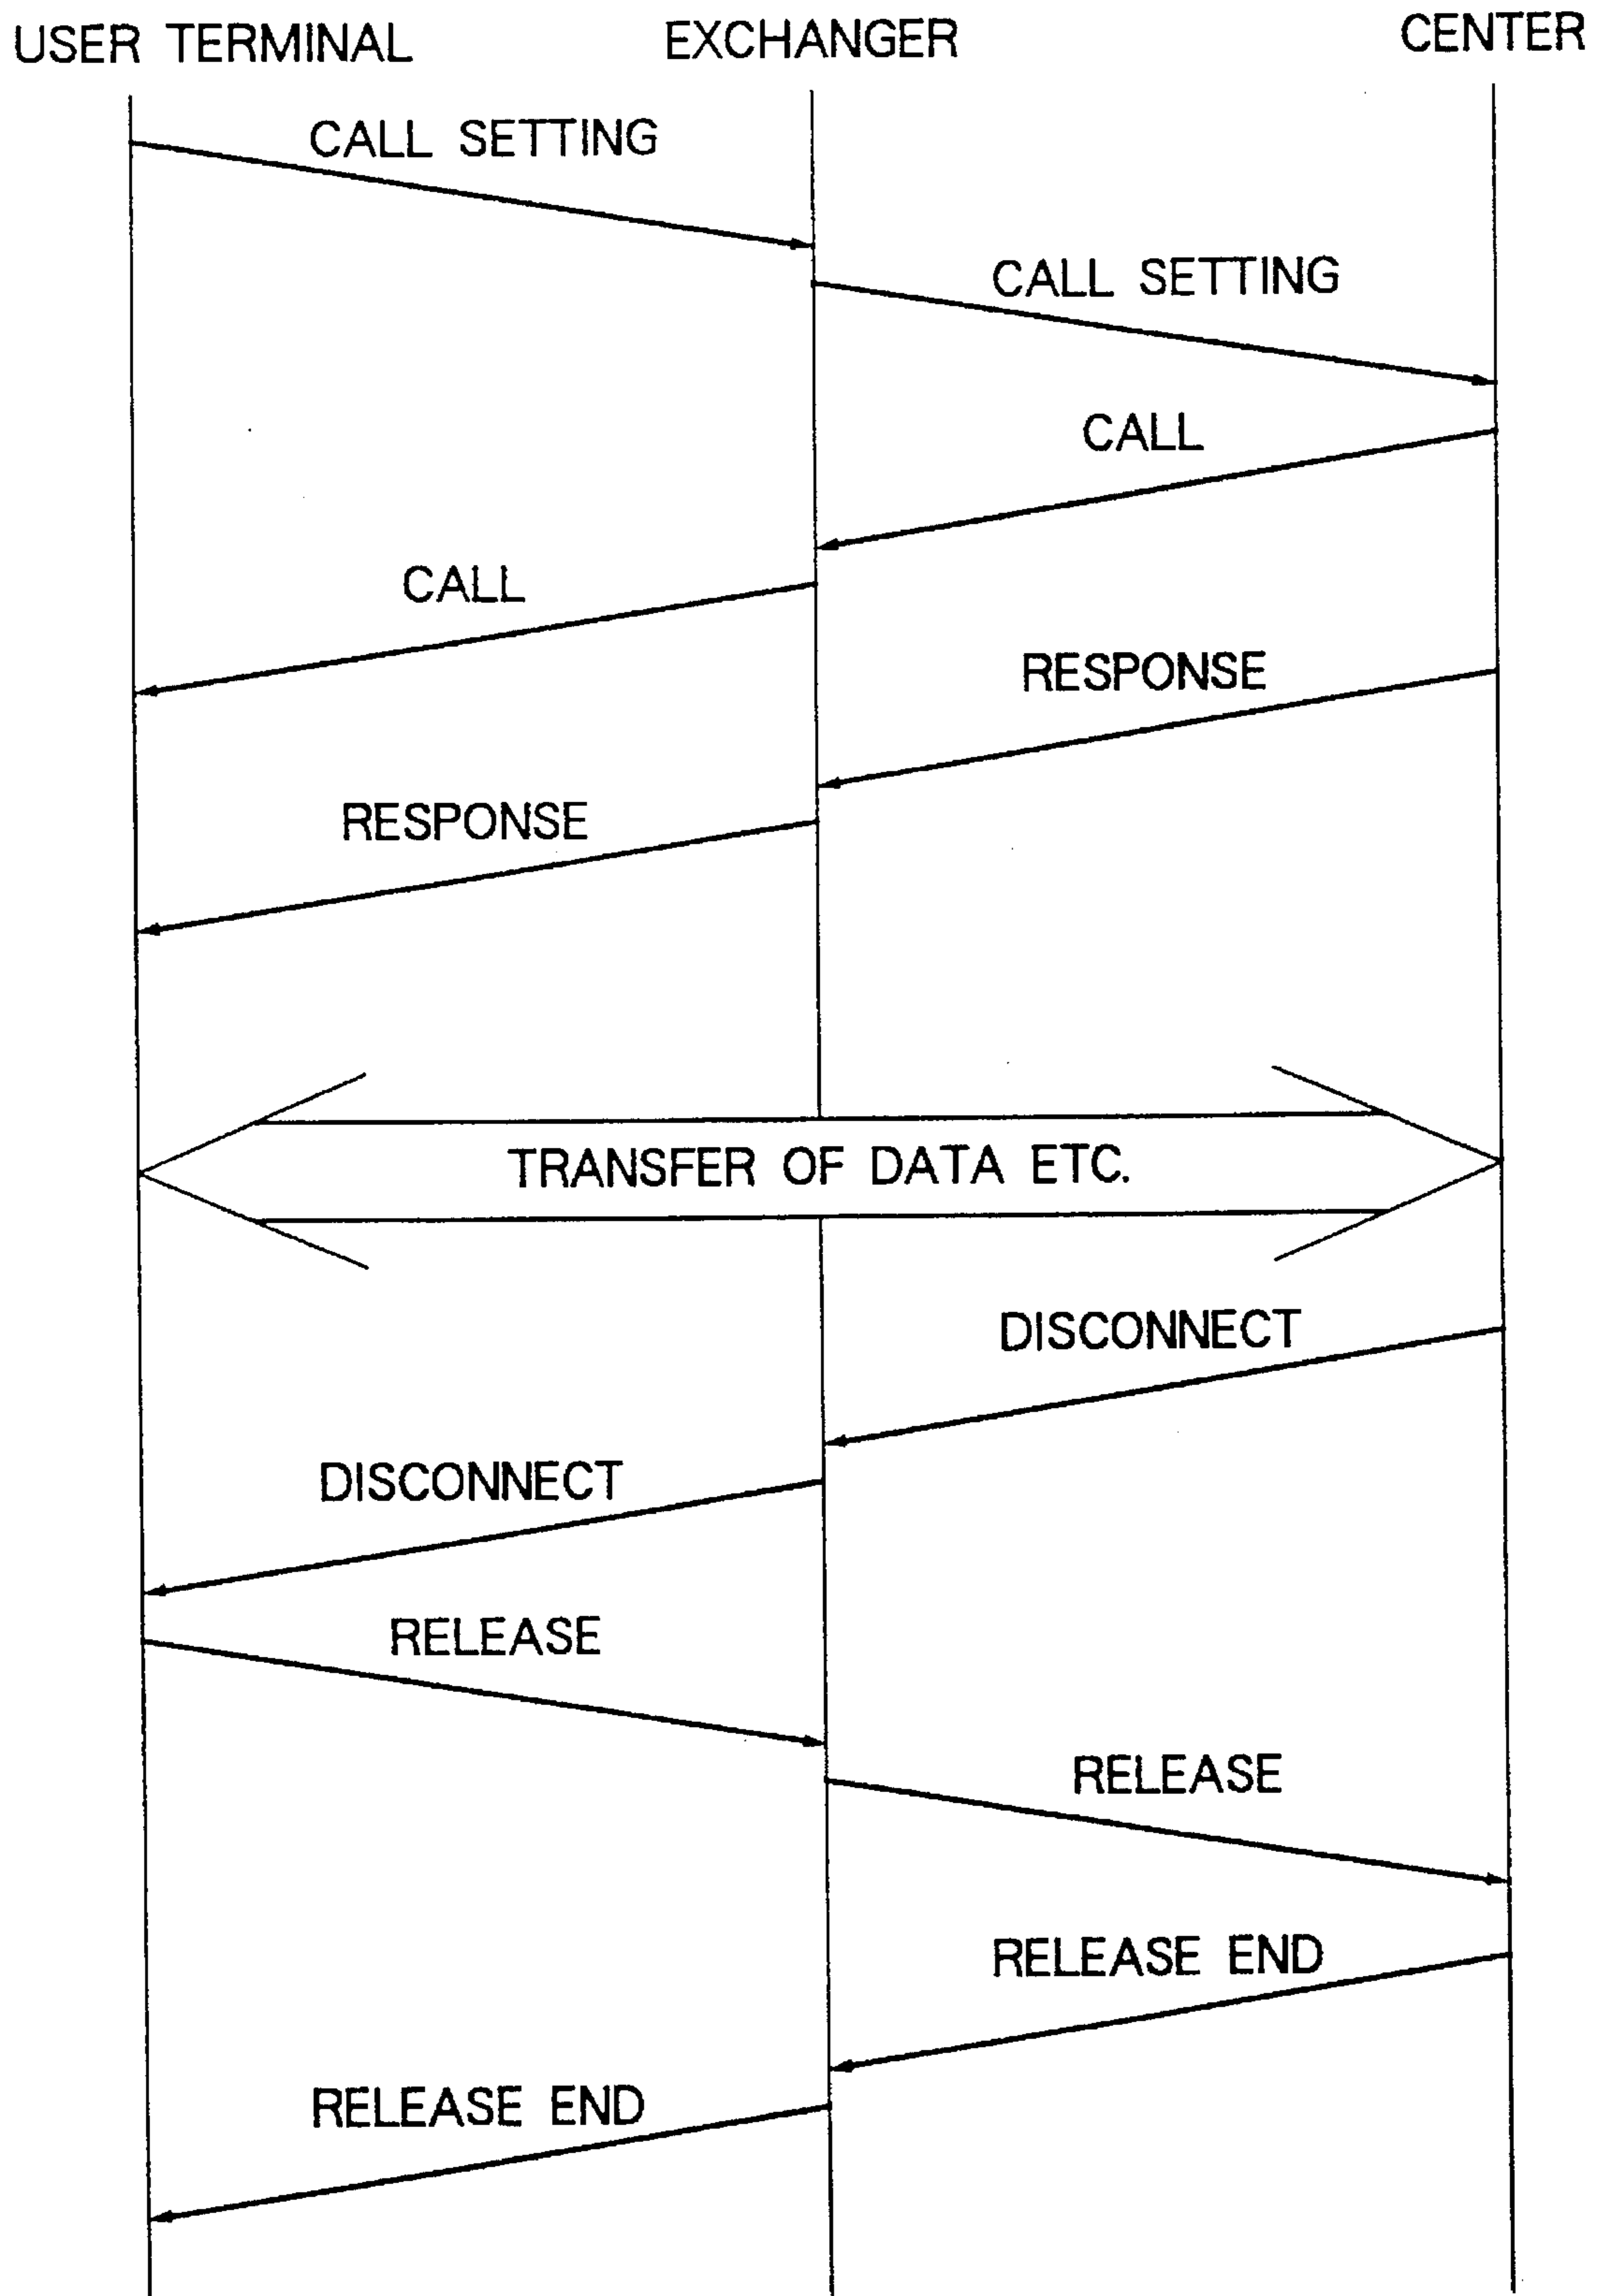 USER TERMINAL EXCHANGER CENTER
CALL SETTING
CALL SETTING
CALL
CALL
RESPONSE
RESPONSE
TRANSFER OF DATA ETC.
DISCONNECT
DISCONNECT
RELEASE
RELEASE
RELEASE END
RELEASE END